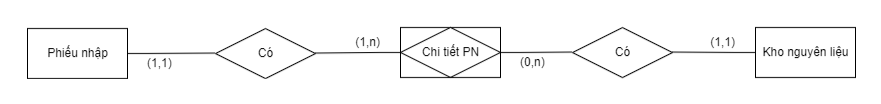 Phiếu nhập
(1,1)
Có
(1,n)
Chi tiết PN
(0,n)
Có
(1,1)
Kho nguyên liệu